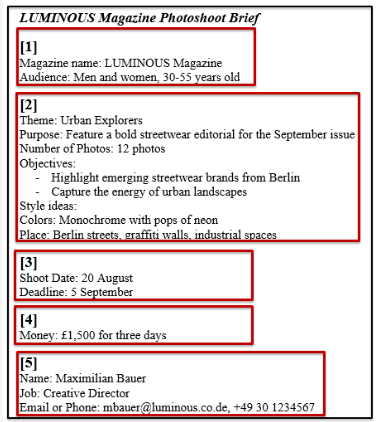 LUMINOUS Magazine Photoshoot Brief
[1]
Magazine name: LUMINOUS Magazine
Audience: Men and women, 30-55 years old
[2]
Theme: Urban Explorers
Purpose: Feature a bold streetwear editorial for the September issue
Number of Photos: 12 photos
Objectives:
- Highlight emerging streetwear brands from Berlin
- Capture the energy of urban landscapes
Style ideas:
Colors: Monochrome with pops of neon
Place: Berlin streets, graffiti walls, industrial spaces
[3]
Shoot Date: 20 August
Deadline: 5 September
[4]
Money: £1,500 for three days
[5]
Name: Maximilian Bauer
Job: Creative Director
Email or Phone: mbauer@luminous.co.de, +49 30 1234567